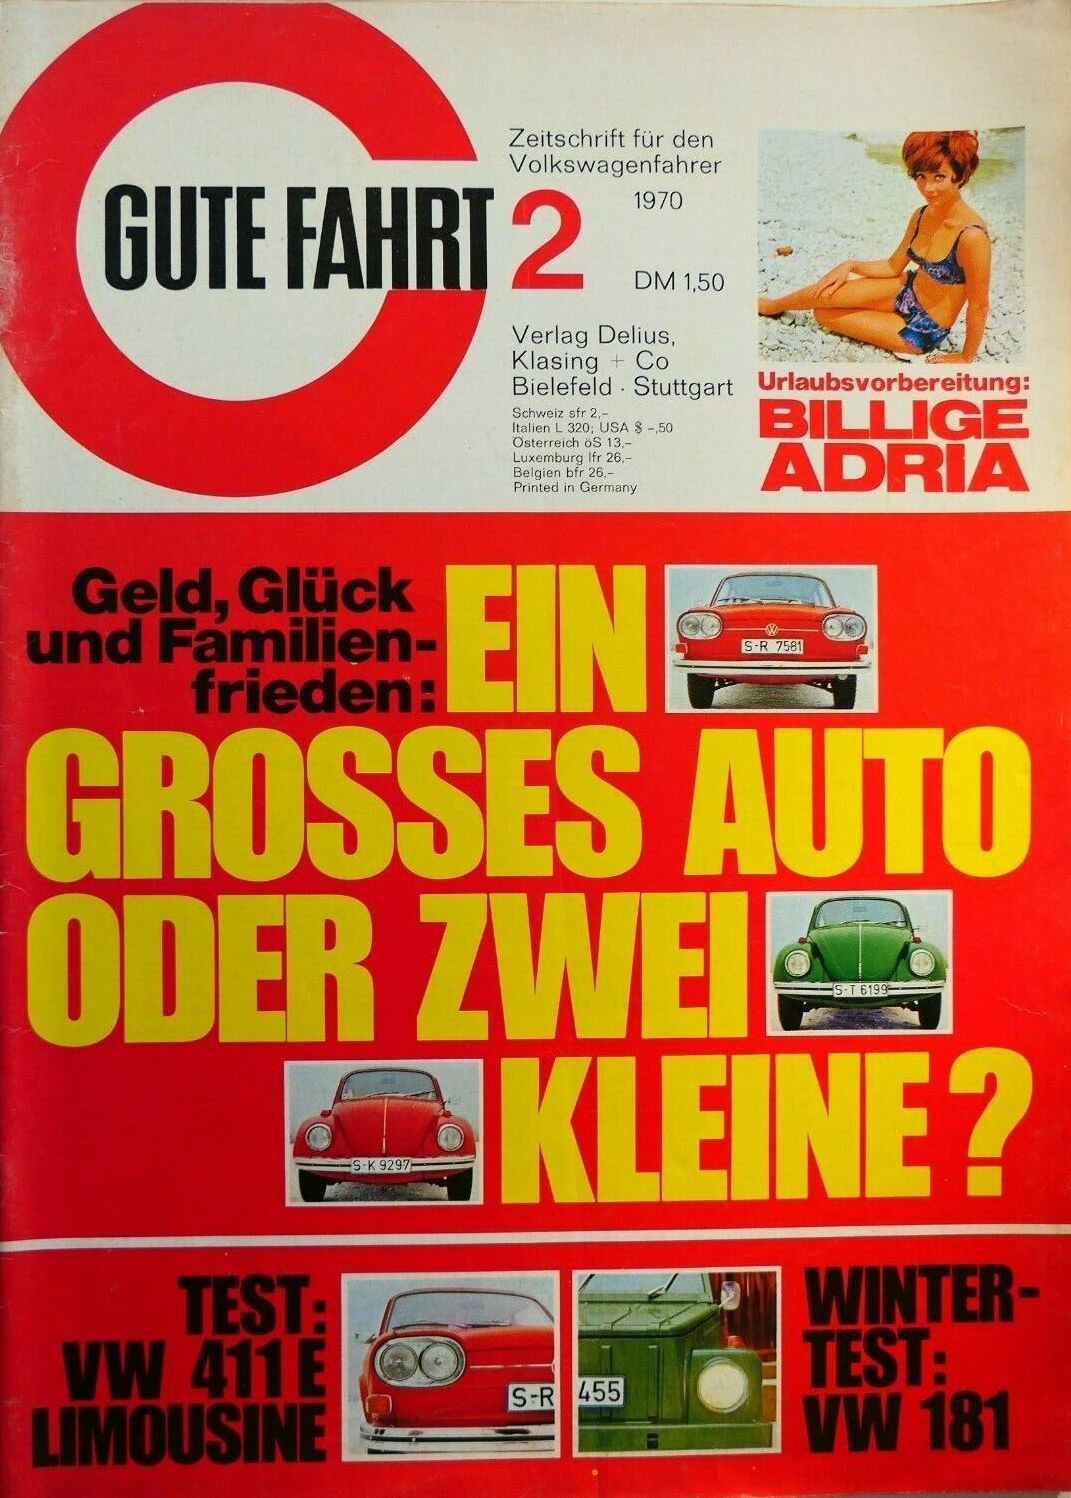 GUTE FAHRT
Zeitschrift für den
Volkswagenfahrer
2
1970
DM 1,50
Verlag Delius,
Klasing + Co
Bielefeld · Stuttgart
Schweiz sfr 2,-
Italien L 320; USA $ -,50
Österreich öS 13,-
Luxemburg lfr 26,-
Belgien bfr 26,-
Printed in Germany
Urlaubsvorbereitung:
BILLIGE
ADRIA
Geld, Glück
und Familien-
frieden:
EIN
S-R 7581
GROSSES AUTO
ODER ZWEI
S-T 6199
S-K 9297
KLEINE?
TEST:
VW 411 E
LIMOUSINE
S-R
455
WINTER-
TEST:
VW 181